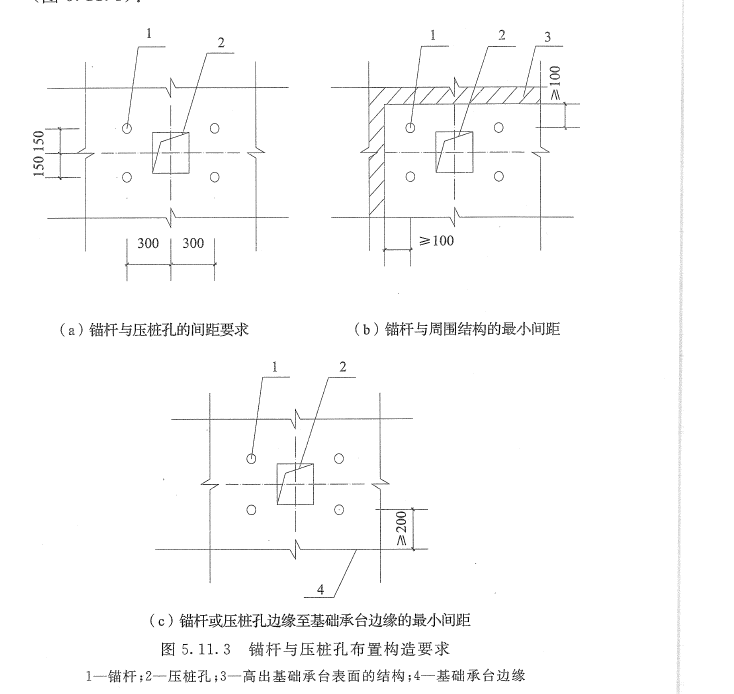 (图 5.11.3)。
1
2
150 150
300 300
1
2
3
≥100
≥100
(a) 锚杆与压桩孔的间距要求
(b) 锚杆与周围结构的最小间距
1
2
≥200
4
(c) 锚杆或压桩孔边缘至基础承台边缘的最小间距
图 5.11.3 锚杆与压桩孔布置构造要求
1—锚杆;2—压桩孔;3—高出基础承台表面的结构;4—基础承台边缘